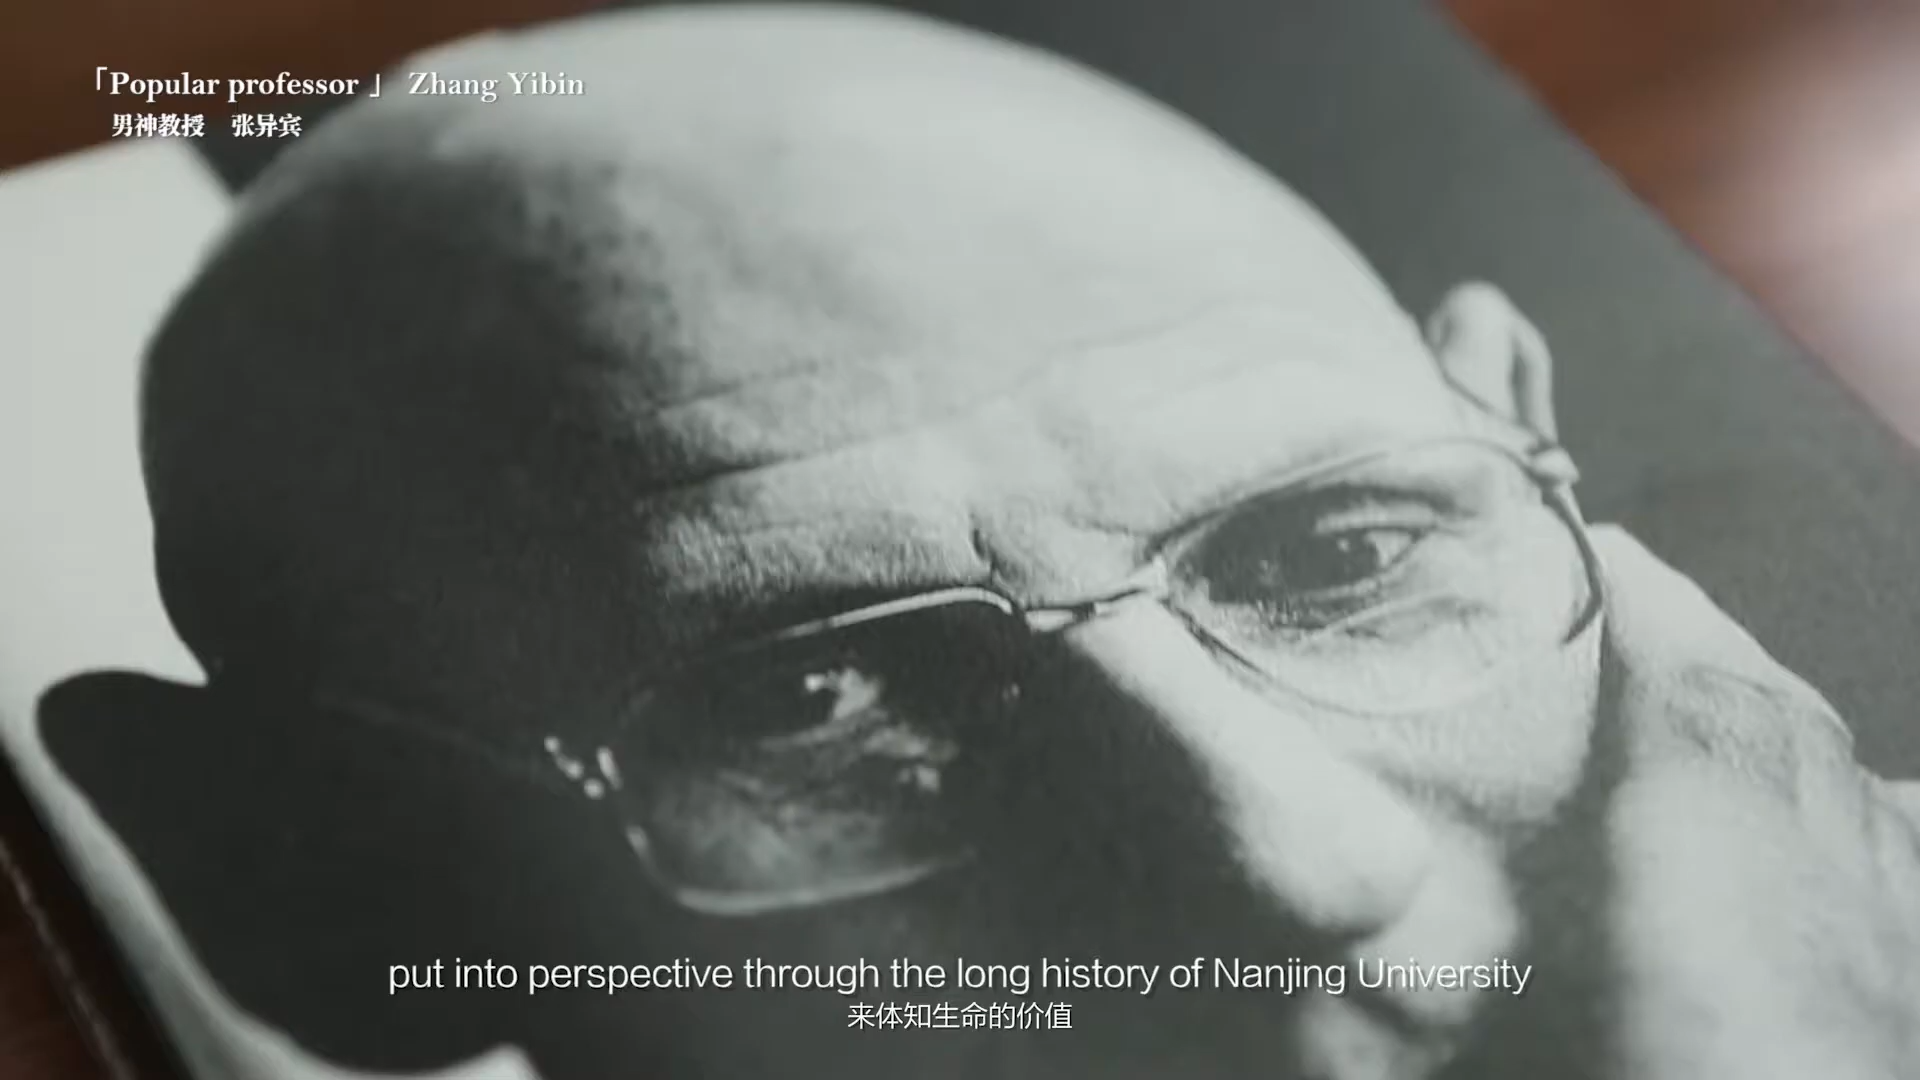 「Popular professor 」 Zhang Yibin
男神教授 张异宾
put into perspective through the long history of Nanjing University
来体知生命的价值